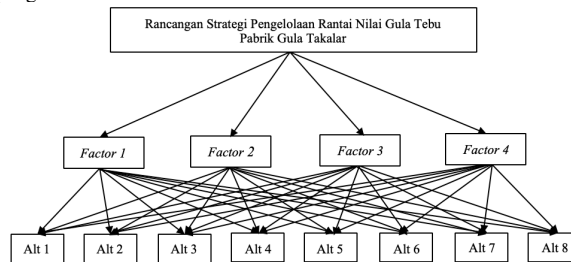 Rancangan Strategi Pengelolaan Rantai Nilai Gula Tebu
Pabrik Gula Takalar
Factor 1
Factor 2
Factor 3
Factor 4
Alt 1
Alt 2
Alt 3
Alt 4
Alt 5
Alt 6
Alt 7
Alt 8